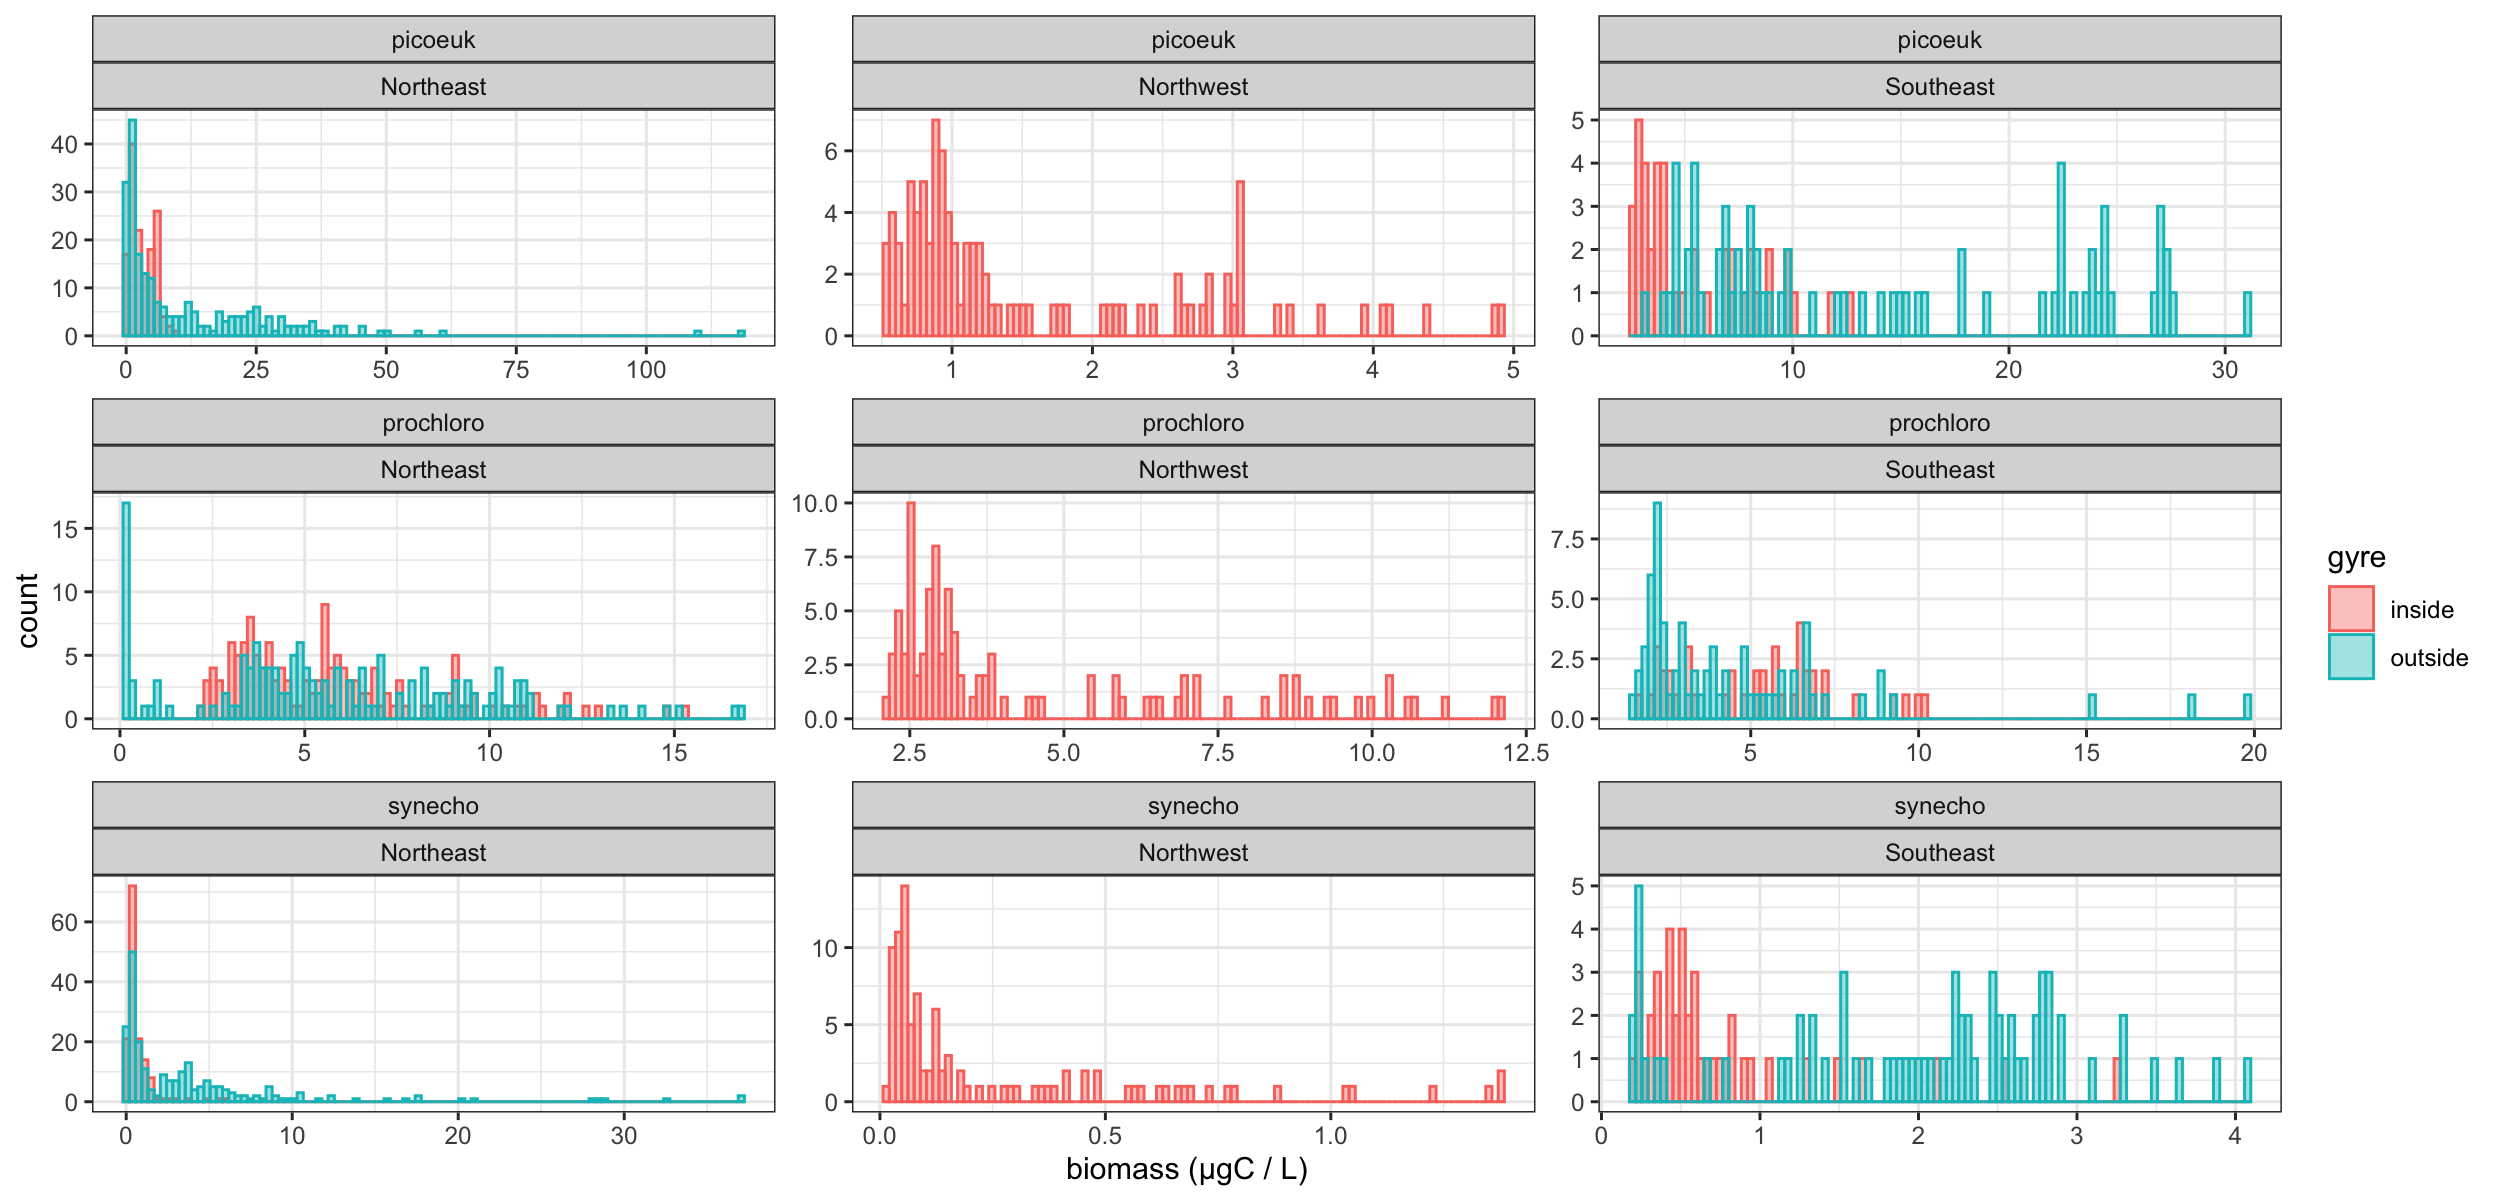 picoeuk picoeuk picoeuk
Northeast Northwest Southeast
40
30
20
10
0
0 25 50 75 100
6
4
2
0
1 2 3 4 5
5
4
3
2
1
0
10 20 30
prochloro prochloro prochloro
Northeast Northwest Southeast
15
10
5
0
0 5 10 15
10.0
7.5
5.0
2.5
0.0
2.5 5.0 7.5 10.0 12.5
7.5
5.0
2.5
0.0
5 10 15 20
synecho synecho synecho
Northeast Northwest Southeast
60
40
20
0
0 10 20 30
10
5
0
0.0 0.5 1.0
5
4
3
2
1
0
0 1 2 3 4
count
biomass (μgC / L)
gyre
inside
outside